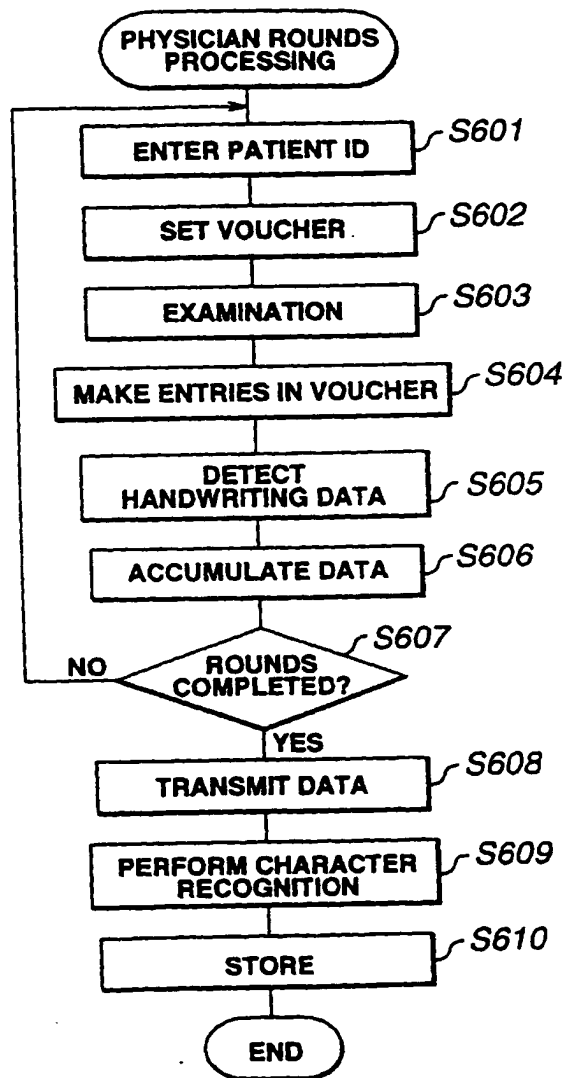 PHYSICIAN ROUNDS
PROCESSING
ENTER PATIENT ID
S601
SET VOUCHER
S602
EXAMINATION
S603
MAKE ENTRIES IN VOUCHER
S604
DETECT
HANDWRITING DATA
S605
ACCUMULATE DATA
S606
S607
NO
ROUNDS
COMPLETED?
YES
TRANSMIT DATA
S608
PERFORM CHARACTER
RECOGNITION
S609
STORE
S610
END